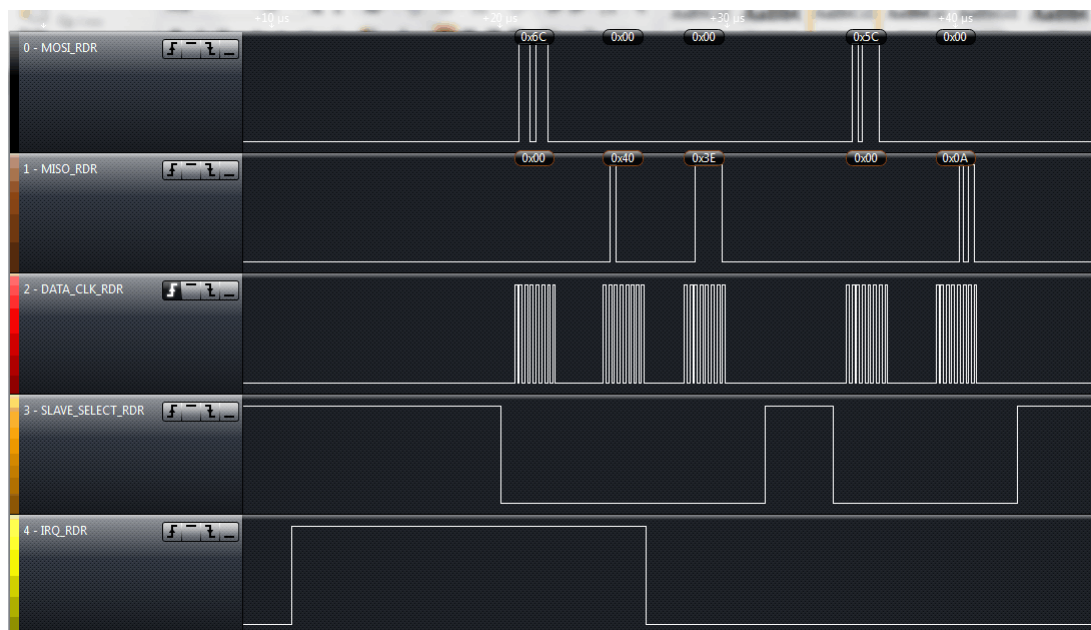 +10 µs +20 µs +30 µs +40 µs
0 - MOSI_RDR
0x6C 0x00 0x00 0x5C 0x00
1 - MISO_RDR
0x00 0x40 0x3E 0x00 0x0A
2 - DATA_CLK_RDR
3 - SLAVE_SELECT_RDR
4 - IRQ_RDR